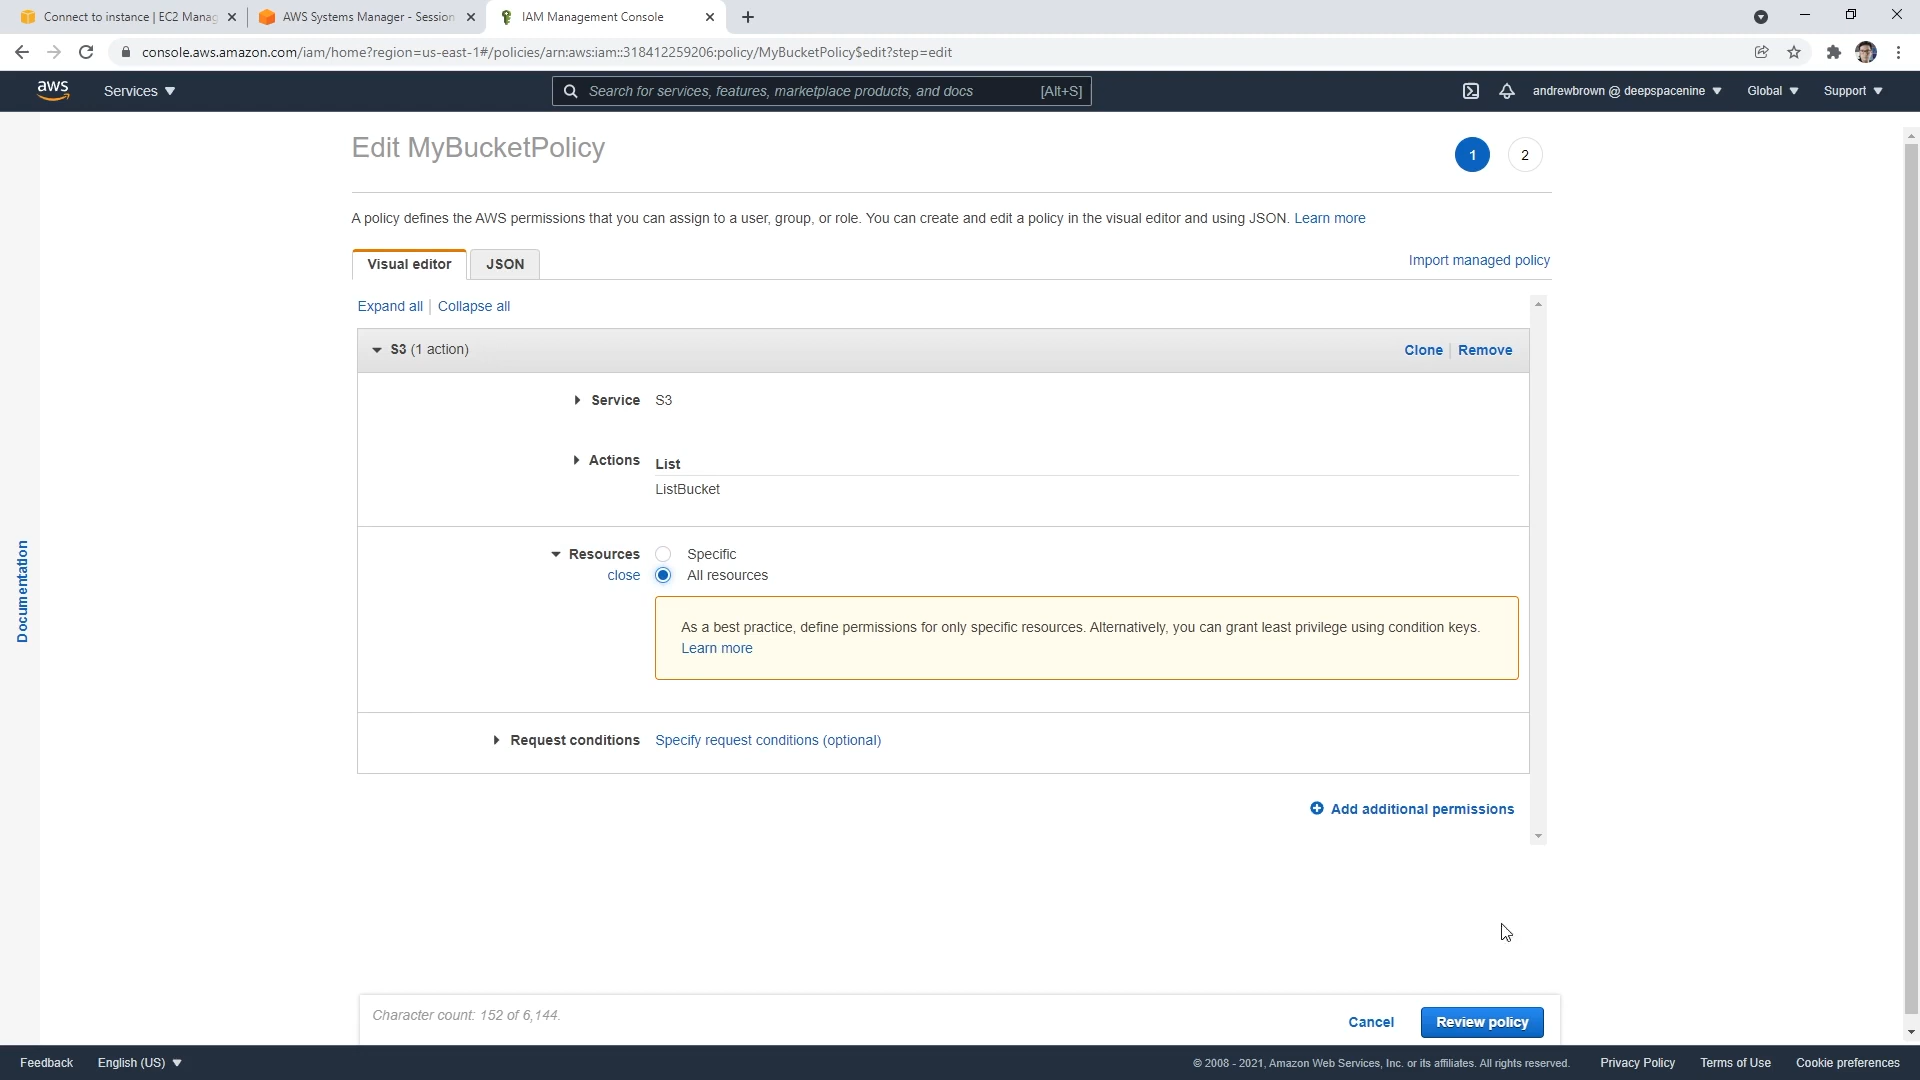 Connect to instance | EC2 Manag
AWS Systems Manager - Session
IAM Management Console
console.aws.amazon.com/iam/home?region=us-east-1#/policies/arn:aws:iam::318412259206:policy/MyBucketPolicy$edit?step=edit
aws
Services
Search for services, features, marketplace products, and docs
[Alt+S]
andrewbrown @ deepspacenine
Global
Support
Edit MyBucketPolicy
1
2
A policy defines the AWS permissions that you can assign to a user, group, or role. You can create and edit a policy in the visual editor and using JSON. Learn more
Visual editor
JSON
Import managed policy
Expand all | Collapse all
S3 (1 action)
Clone | Remove
Service S3
Actions List
ListBucket
Resources Specific
close All resources
As a best practice, define permissions for only specific resources. Alternatively, you can grant least privilege using condition keys.
Learn more
Request conditions Specify request conditions (optional)
Add additional permissions
Documentation
Character count: 152 of 6,144.
Cancel
Review policy
Feedback
English (US)
© 2008 - 2021, Amazon Web Services, Inc. or its affiliates. All rights reserved.
Privacy Policy
Terms of Use
Cookie preferences